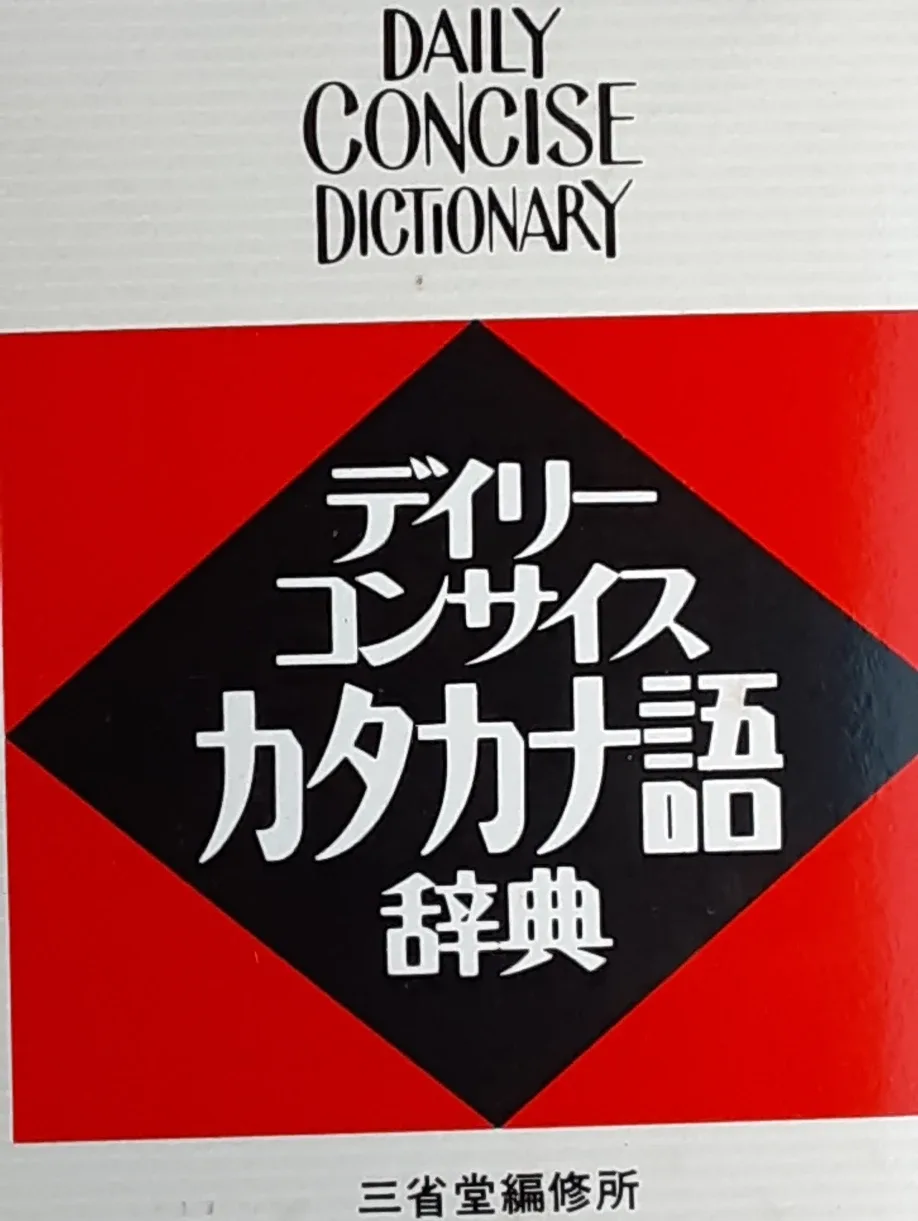 DAILY
CONCISE
DICTIONARY
デイリー
コンサイス
カタカナ語
辞典
三省堂編修所